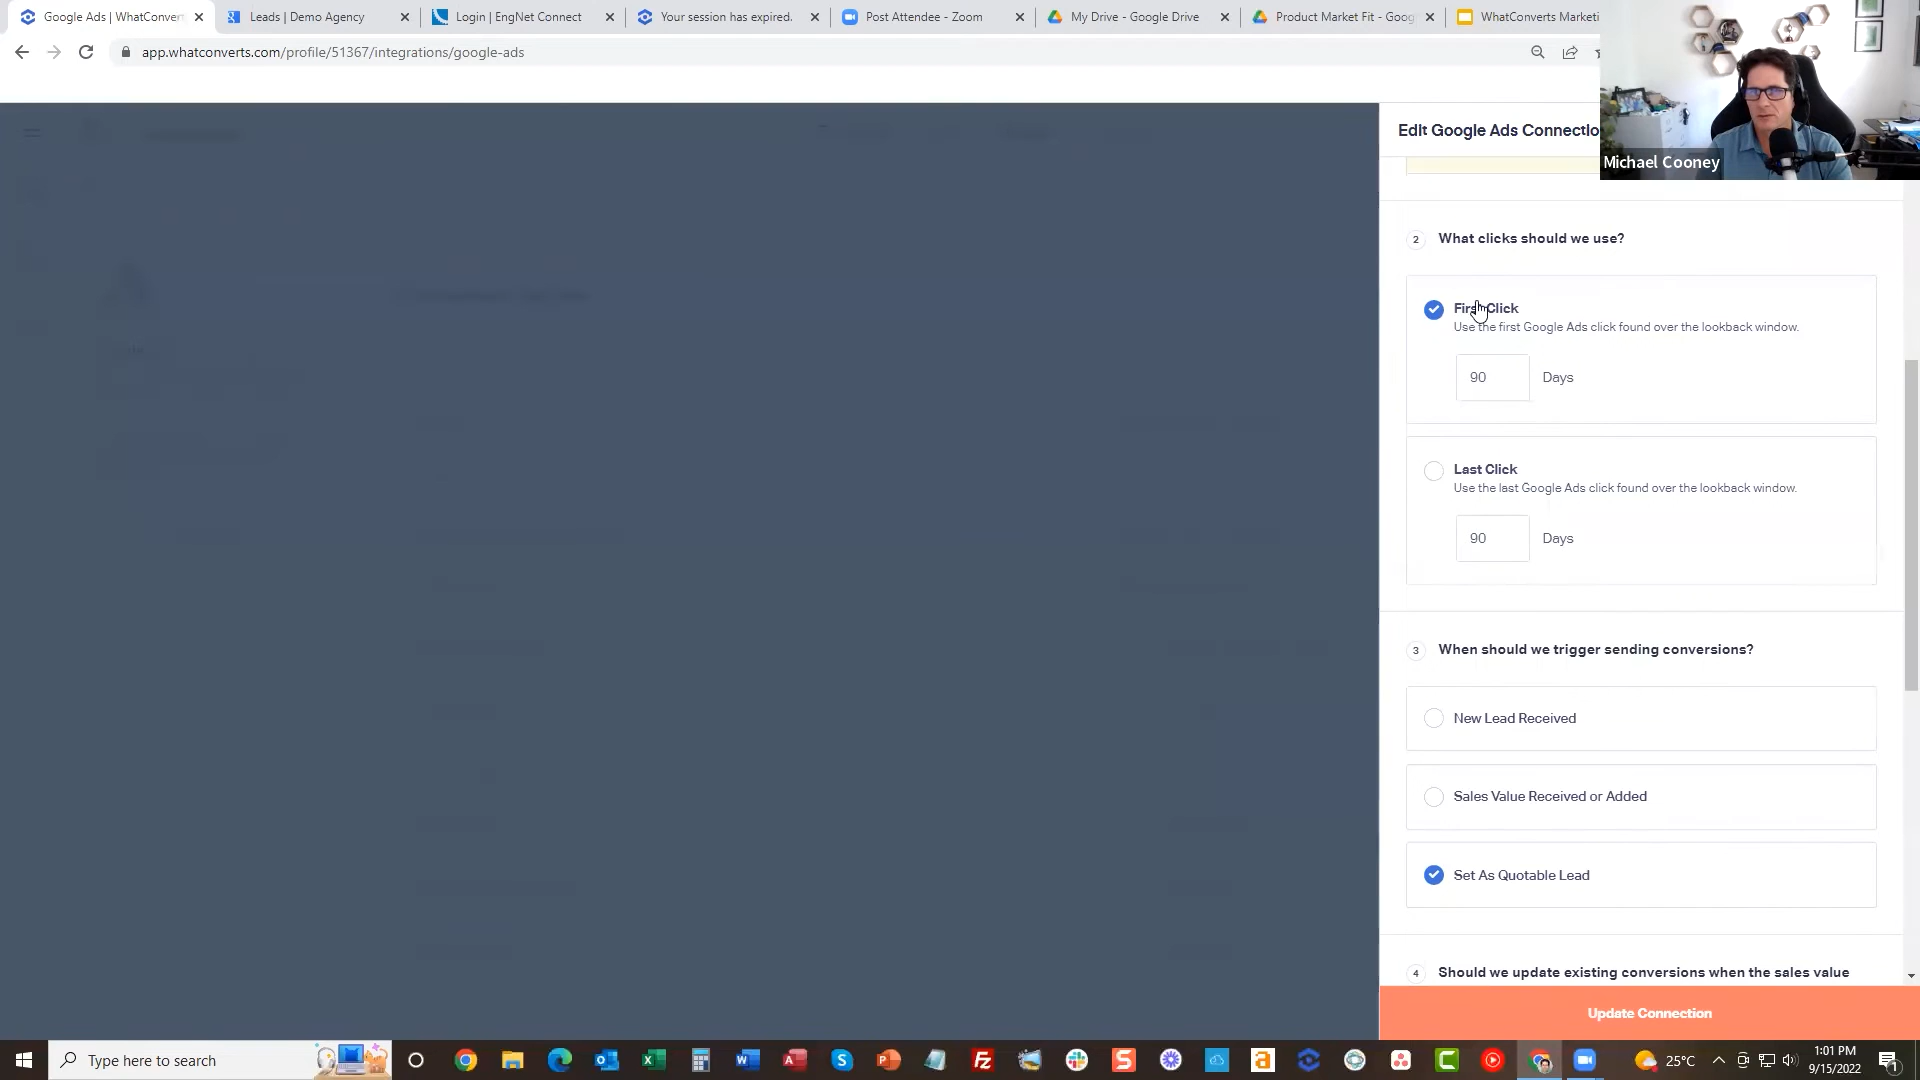 Google Ads | WhatConvert
Leads | Demo Agency
Login | EngNet Connect
Your session has expired.
Post Attendee - Zoom
My Drive - Google Drive
Product Market Fit - Goog
WhatConverts Marketi
app.whatconverts.com/profile/51367/integrations/google-ads
Edit Google Ads Connectio
Michael Cooney
2 What clicks should we use?
First Click
Use the first Google Ads click found over the lookback window.
90 Days
Last Click
Use the last Google Ads click found over the lookback window.
90 Days
3 When should we trigger sending conversions?
New Lead Received
Sales Value Received or Added
Set As Quotable Lead
4 Should we update existing conversions when the sales value
Update Connection
Type here to search
25°C
1:01 PM
9/15/2022
1